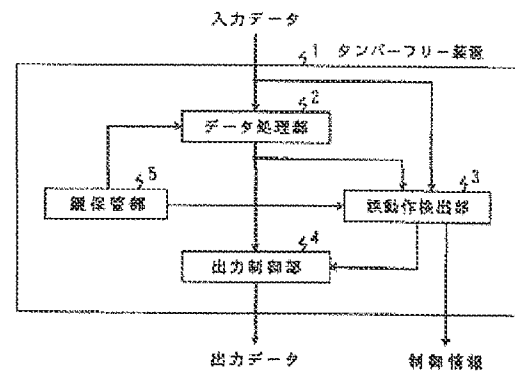 入力データ
1 タンパーフリー装置
2
データ処理部
5
鍵保管部
3
誤動作検出部
4
出力制御部
出力データ
制御情報